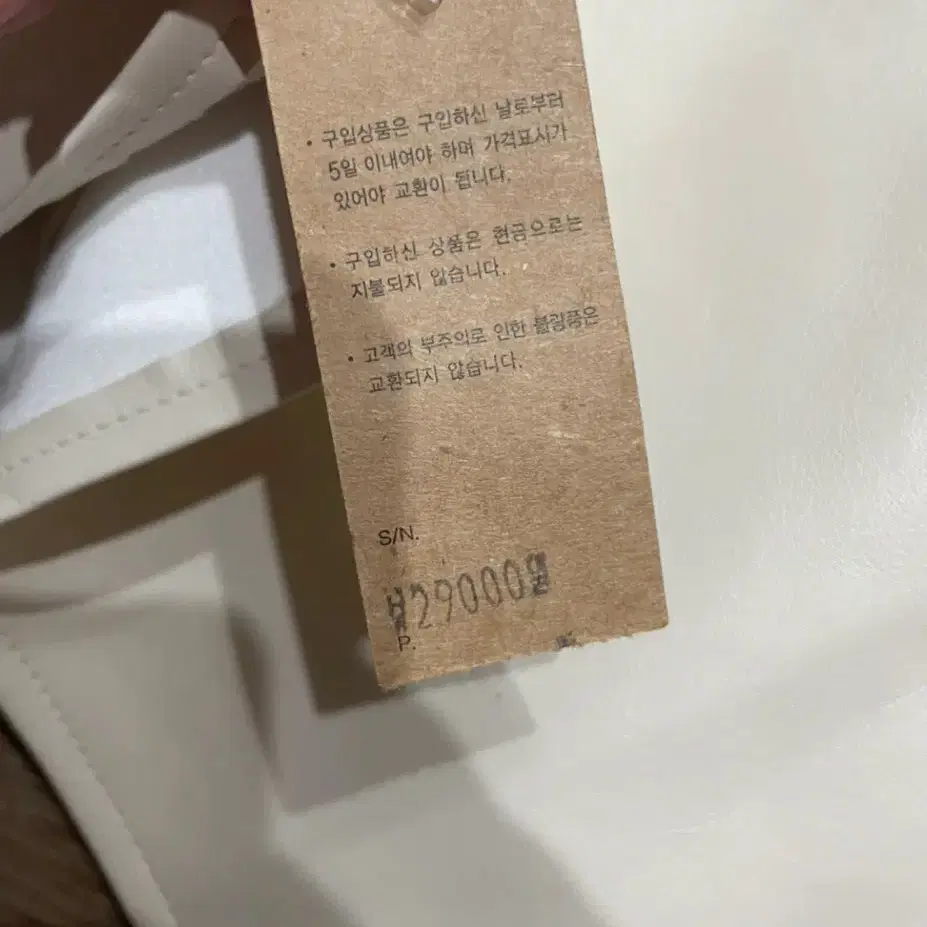 • 구입상품은 구입하신 날로부터
5일 이내여야 하며 가격표시가
있어야 교환이 됩니다.
• 구입하신 상품은 현금으로는
지불되지 않습니다.
• 고객의 부주의로 인한 불량품은
교환되지 않습니다.
S/N.
₩29000원
P.